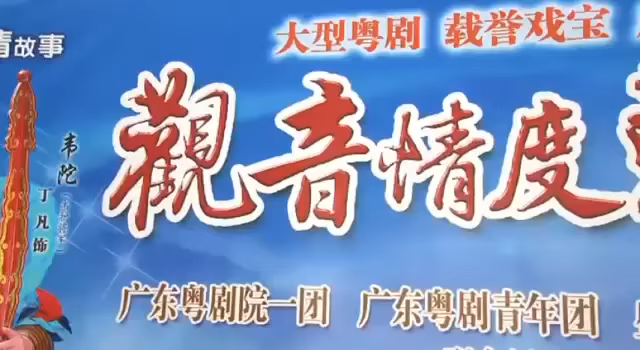 大型粤剧 载誉戏宝
情故事
觀音情度
韦陀
丁凡饰
广东粤剧院一团 广东粤剧青年团